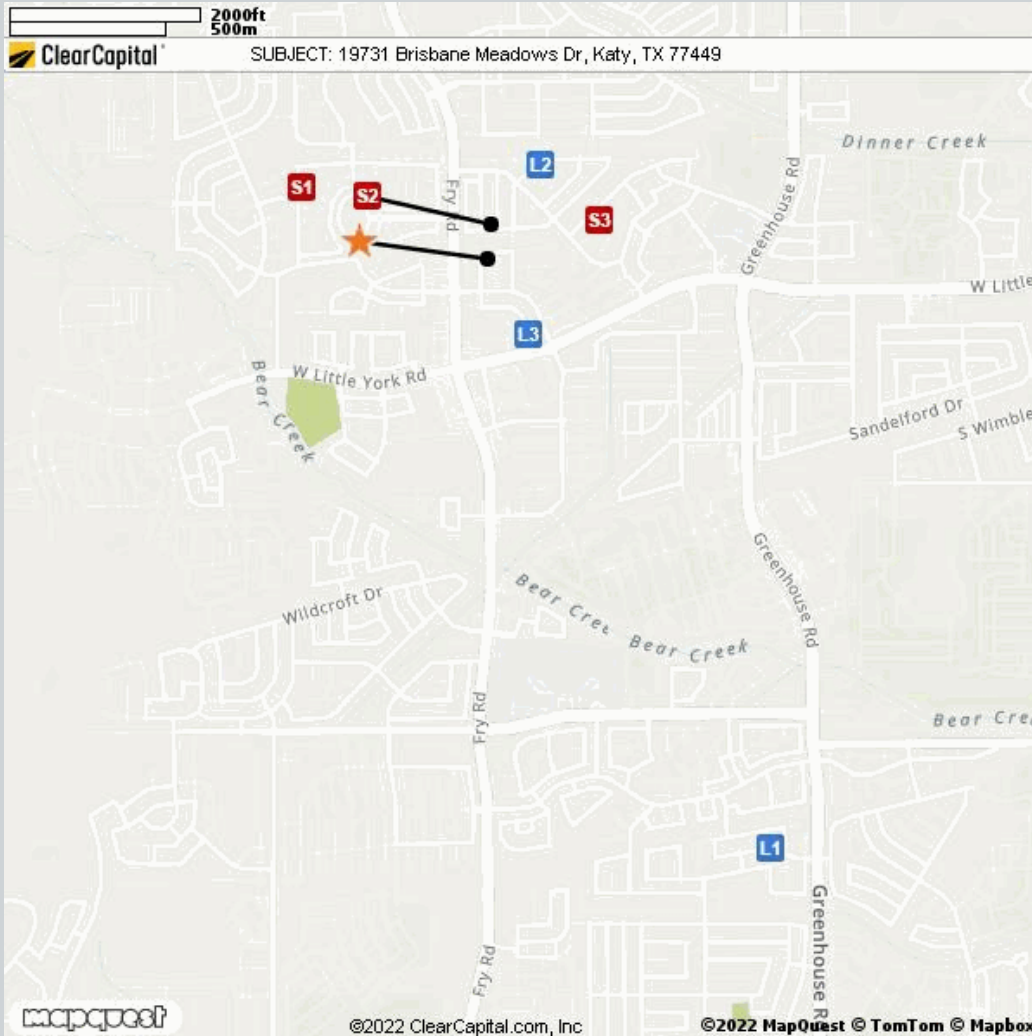 2000ft
500m
ClearCapital SUBJECT: 19731 Brisbane Meadows Dr, Katy, TX 77449
Dinner Creek
L2
S1
S2
Fry Rd
S3
Greenhouse Rd
W Little
L3
W Little York Rd
Bear Creek
Sandelford Dr
S Wimble
Greenhouse Rd
Bear Cree
Wildcroft Dr
Bear Creek
Fry Rd
Bear Cre
L1
Greenhouse R
Fry Rd
mapquest
©2022 ClearCapital.com, Inc
©2022 MapQuest © TomTom © Mapbox